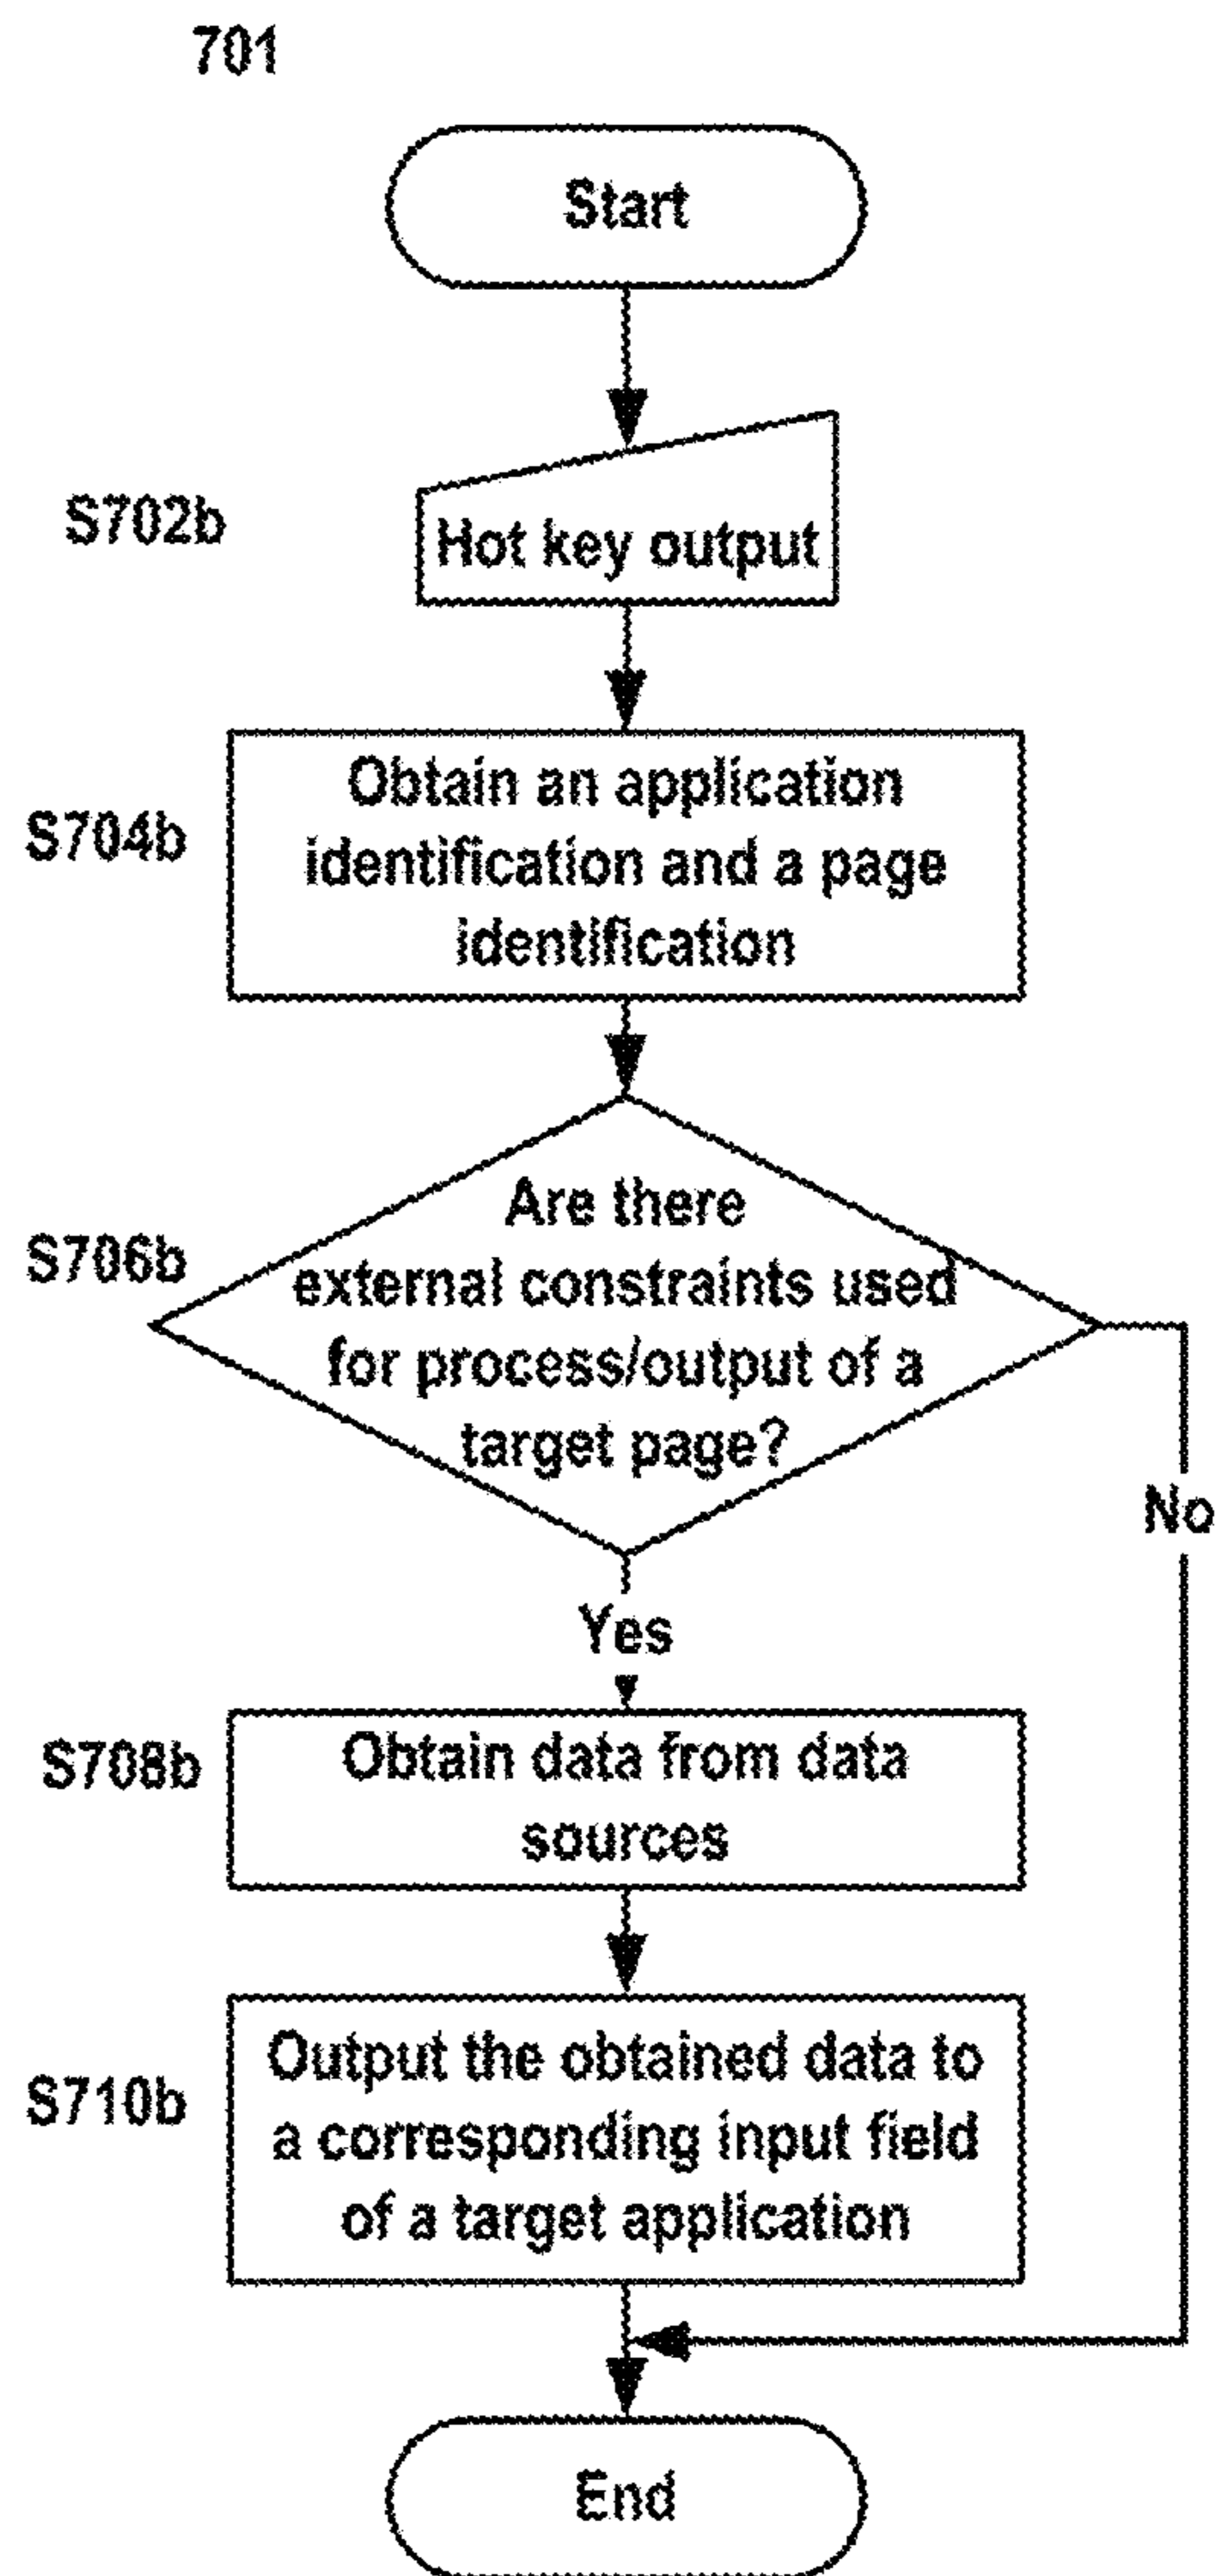 701
Start
S702b
Hot key output
S704b
Obtain an application
identification and a page
identification
S706b
Are there
external constraints used
for process/output of a
target page?
No
Yes
S708b
Obtain data from data
sources
S710b
Output the obtained data to
a corresponding input field
of a target application
End